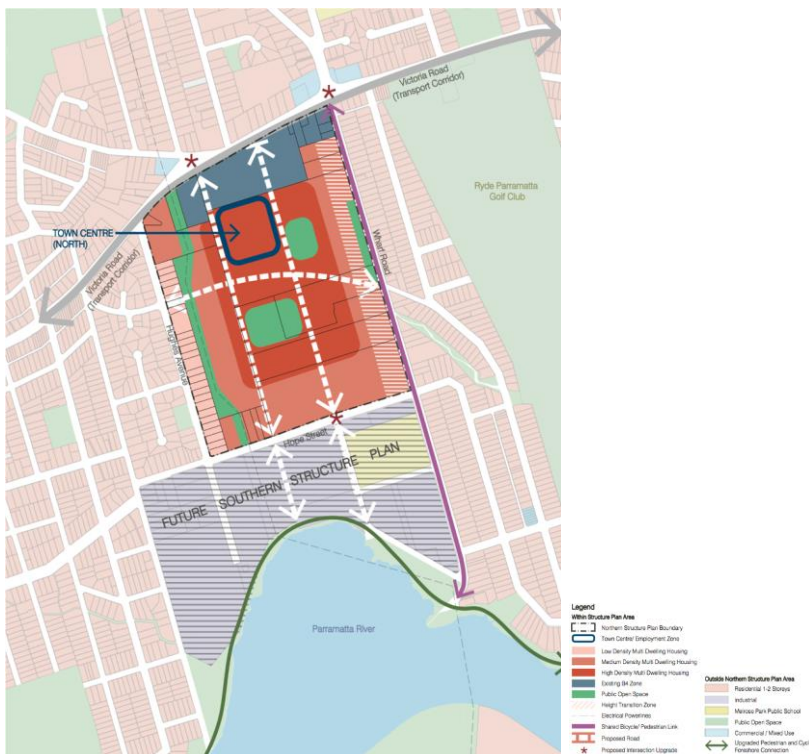 Victoria Road
(Transport Corridor)
Ryde Parramatta
Golf Club
TOWN CENTRE
(NORTH)
Victoria Road
(Transport Corridor)
Wharf Road
Hughes Avenue
Hope Street
FUTURE SOUTHERN STRUCTURE PLAN
Parramatta River
Legend
Within Structure Plan Area
Northern Structure Plan Boundary
Town Centre/ Employment Zone
Low Density Multi Dwelling Housing
Medium Density Multi Dwelling Housing
High Density Multi Dwelling Housing
Existing B4 Zone
Public Open Space
Height Transition Zone
Electrical Powerlines
Shared Bicycle/ Pedestrian Link
Proposed Road
Proposed Intersection Upgrade
Outside Northern Structure Plan Area
Residential 1-2 Storeys
Industrial
Melrose Park Public School
Public Open Space
Commercial / Mixed Use
Upgraded Pedestrian and Cyc
Foreshore Connection